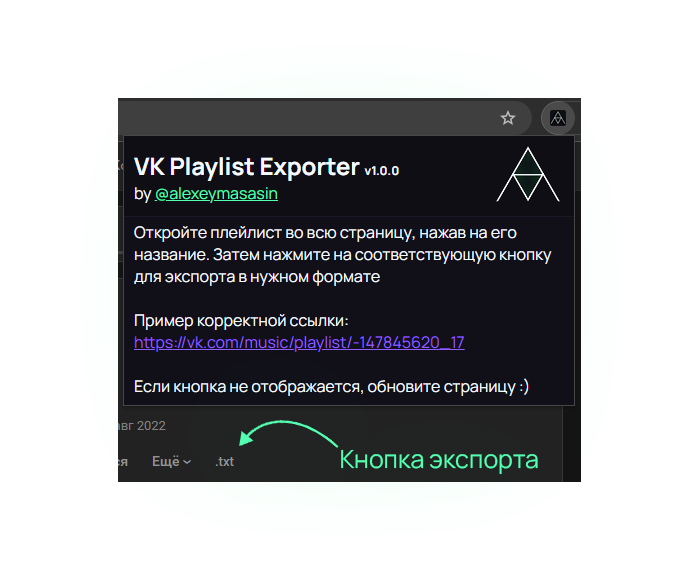 VK Playlist Exporter v1.0.0
by @alexeymasasin
Откройте плейлист во всю страницу, нажав на его
название. Затем нажмите на соответствующую кнопку
для экспорта в нужном формате
Пример корректной ссылки:
https://vk.com/music/playlist/-147845620_17
Если кнопка не отображается, обновите страницу :)
авг 2022
ся Ещё .txt
Кнопка экспорта